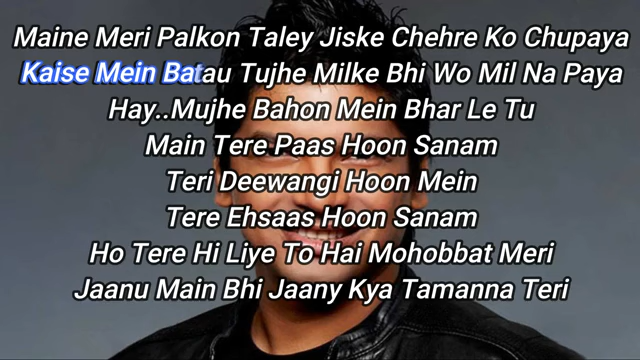 Maine Meri Palkon Taley Jiske Chehre Ko Chupaya
Kaise Mein Batau Tujhe Milke Bhi Wo Mil Na Paya
Hay..Mujhe Bahon Mein Bhar Le Tu
Main Tere Paas Hoon Sanam
Teri Deewangi Hoon Mein
Tere Ehsaas Hoon Sanam
Ho Tere Hi Liye To Hai Mohobbat Meri
Jaanu Main Bhi Jaany Kya Tamanna Teri